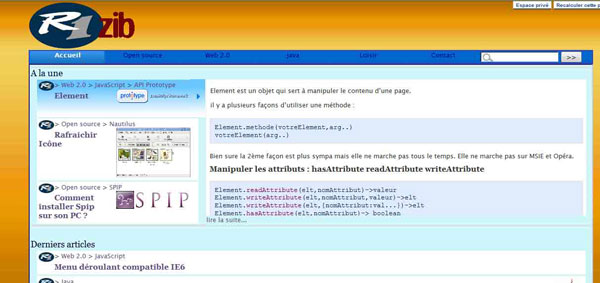 Espace privé Recalculer cette p
R1zib
Accueil Open source Web 2.0 Java Loisir Contact >>
A la une
R1 > Web 2.0 > JavaScript > API Prototype
Element
prototype JavaScript
R1 > Open source > Nautilus
Rafraichir
Icône
R1 > Open source > SPIP
Comment
installer Spip
sur son PC ?
SPIP
Element est un objet qui sert à manipuler le contenu d'une page.
il y a plusieurs façons d'utiliser une méthode :
Element.methode(votreElement,arg..)
votreElement(arg..)
Bien sure la 2ème façon est plus sympa mais elle ne marche pas tous le temps. Elle ne marche pas sur MSIE et Opéra.
Manipuler les attributs : hasAttribute readAttribute writeAttribute
Element.readAttribute(elt,nomAttribut)->valeur
Element.writeAttribute(elt,nomAttribut,valeur)->elt
Element.writeAttribute(elt,{nomAttribut:val...})->elt
Element.hasAttribute(elt,nomAttribut)-> boolean
lire la suite...
Derniers articles
R1 > Web 2.0 > JavaScript
Menu déroulant compatible IE6
R1 > Java